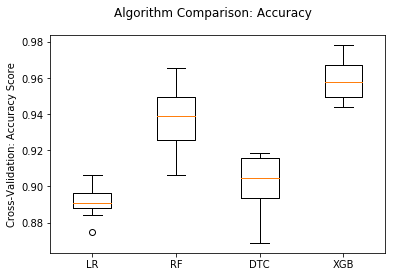 Algorithm Comparison: Accuracy
Cross-Validation: Accuracy Score
0.98
0.96
0.94
0.92
0.90
0.88
LR RF DTC XGB